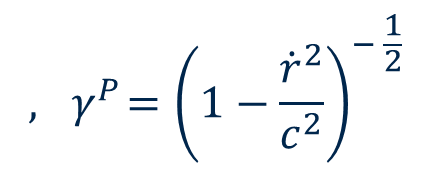 , γ^P = (1 − ṙ²/c²)^(−1/2)